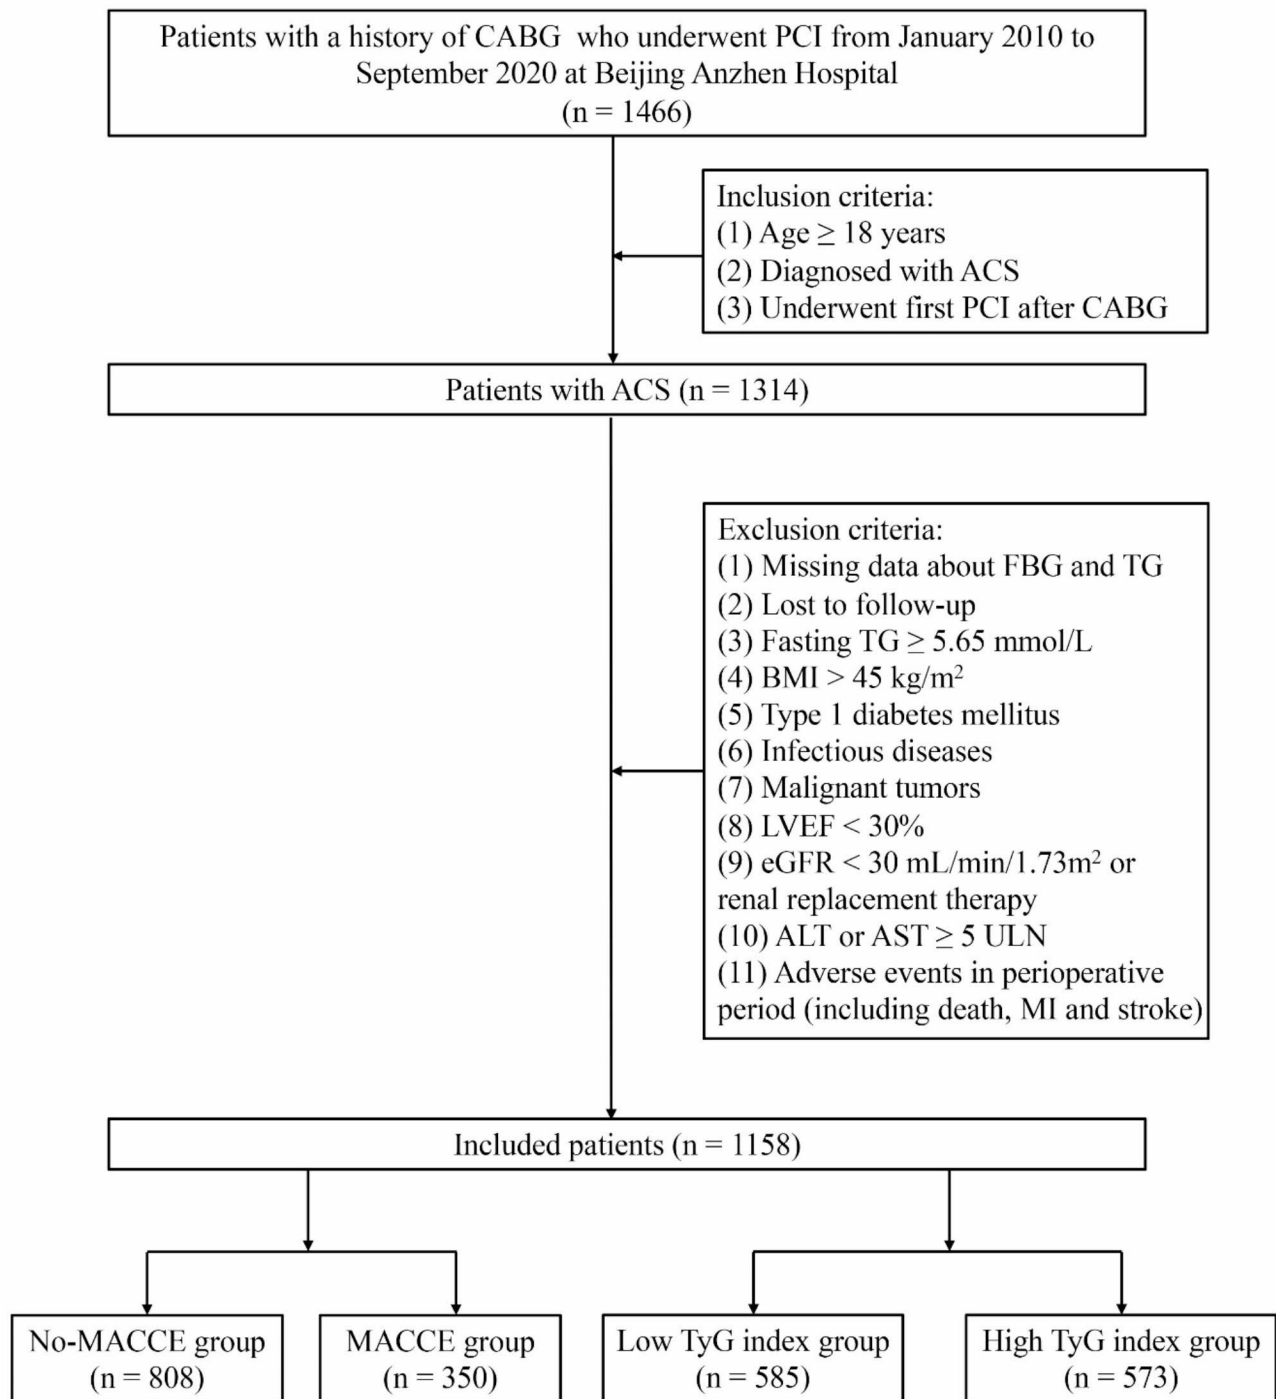 Patients with a history of CABG who underwent PCI from January 2010 to
September 2020 at Beijing Anzhen Hospital
(n = 1466)
Inclusion criteria:
(1) Age ≥ 18 years
(2) Diagnosed with ACS
(3) Underwent first PCI after CABG
Patients with ACS (n = 1314)
Exclusion criteria:
(1) Missing data about FBG and TG
(2) Lost to follow-up
(3) Fasting TG ≥ 5.65 mmol/L
(4) BMI > 45 kg/m²
(5) Type 1 diabetes mellitus
(6) Infectious diseases
(7) Malignant tumors
(8) LVEF < 30%
(9) eGFR < 30 mL/min/1.73m² or
renal replacement therapy
(10) ALT or AST ≥ 5 ULN
(11) Adverse events in perioperative
period (including death, MI and stroke)
Included patients (n = 1158)
No-MACCE group
(n = 808)
MACCE group
(n = 350)
Low TyG index group
(n = 585)
High TyG index group
(n = 573)